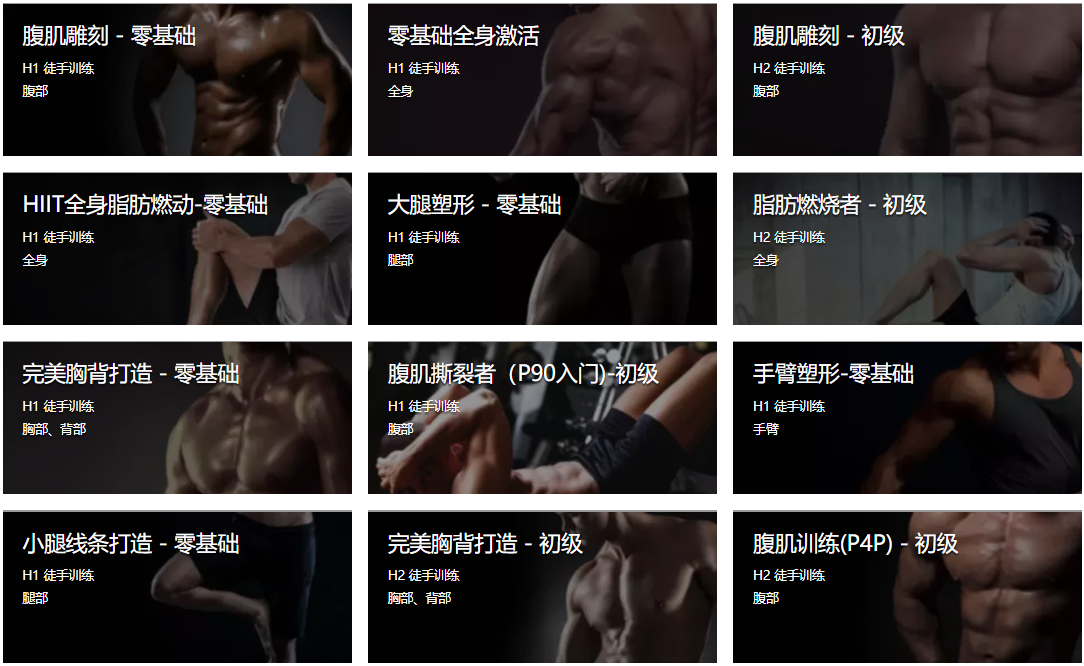 腹肌雕刻 - 零基础
H1 徒手训练
腹部
零基础全身激活
H1 徒手训练
全身
腹肌雕刻 - 初级
H2 徒手训练
腹部
HIIT全身脂肪燃动-零基础
H1 徒手训练
全身
大腿塑形 - 零基础
H1 徒手训练
腿部
脂肪燃烧者 - 初级
H2 徒手训练
全身
完美胸背打造 - 零基础
H1 徒手训练
胸部、背部
腹肌撕裂者（P90入门)-初级
H1 徒手训练
腹部
手臂塑形-零基础
H1 徒手训练
手臂
小腿线条打造 - 零基础
H1 徒手训练
腿部
完美胸背打造 - 初级
H2 徒手训练
胸部、背部
腹肌训练(P4P) - 初级
H2 徒手训练
腹部